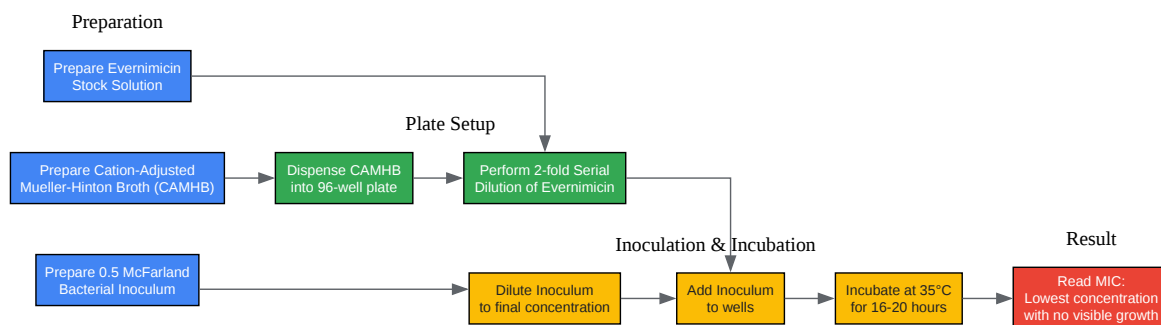 Preparation
Prepare Evernimicin
Stock Solution
Plate Setup
Prepare Cation-Adjusted
Mueller-Hinton Broth (CAMHB)
Dispense CAMHB
into 96-well plate
Perform 2-fold Serial
Dilution of Evernimicin
Inoculation & Incubation
Result
Prepare 0.5 McFarland
Bacterial Inoculum
Dilute Inoculum
to final concentration
Add Inoculum
to wells
Incubate at 35°C
for 16-20 hours
Read MIC:
Lowest concentration
with no visible growth